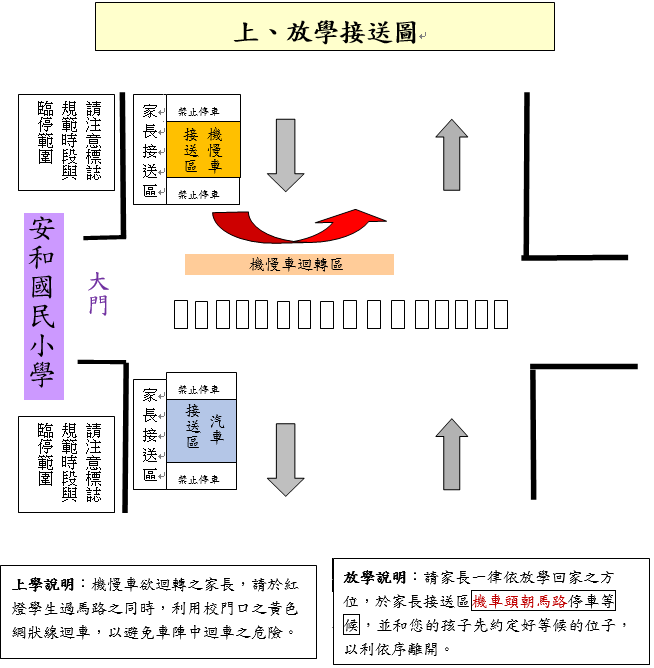 上、放學接送圖
請注意標誌
規範時段與
臨停範圍
家長接送區
禁止停車
機慢車
接送區
禁止停車
機慢車迴轉區
安和國民小學
大門
請注意標誌
規範時段與
臨停範圍
家長接送區
禁止停車
汽車
接送區
禁止停車
上學說明：機慢車欲迴轉之家長，請於紅
燈學生過馬路之同時，利用校門口之黃色
網狀線迴車，以避免車陣中迴車之危險。
放學說明：請家長一律依放學回家之方
位，於家長接送區機車頭朝馬路停車等
候，並和您的孩子先約定好等候的位子，
以利依序離開。